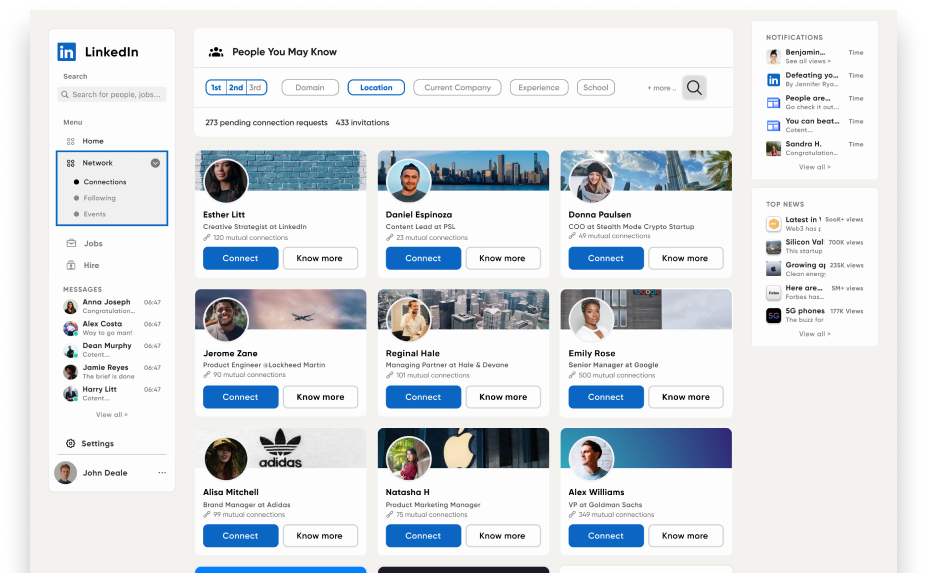 in LinkedIn
Search
Search for people, jobs...
Menu
Home
Network
Connections
Following
Events
Jobs
Hire
MESSAGES
Anna Joseph 06:47
Congratulation...
Alex Costa 06:47
Way to go man!
Dean Murphy 06:47
Cotent...
Jamie Reyes 06:47
The brief is done
Harry Litt 06:47
Cotent...
View all >
Settings
John Deale ...
People You May Know
1st 2nd 3rd Domain Location Current Company Experience School + more ..
273 pending connection requests 433 invitations
Esther Litt
Creative Strategist at LinkedIn
120 mutual connections
Connect Know more
Daniel Espinoza
Content Lead at PSL
23 mutual connections
Connect Know more
Donna Paulsen
COO at Stealth Mode Crypto Startup
49 mutual connections
Connect Know more
Jerome Zane
Product Engineer @Lockheed Martin
90 mutual connections
Connect Know more
Reginal Hale
Managing Partner at Hale & Devane
101 mutual connections
Connect Know more
Google
Emily Rose
Senior Manager at Google
500 mutual connections
Connect Know more
adidas
Alisa Mitchell
Brand Manager at Adidas
99 mutual connections
Connect Know more
Natasha H
Product Marketing Manager
75 mutual connections
Connect Know more
Alex Williams
VP at Goldman Sachs
349 mutual connections
Connect Know more
NOTIFICATIONS
Benjamin... Time
See all views >
in Defeating yo... Time
By Jennifer Rya...
People are... Time
Go check it out...
You can beat... Time
Cotent...
Sandra H. Time
Congratulation...
View all >
TOP NEWS
Latest in 5ooK+ views
Web3 has
Silicon Val 700K views
This startup
Growing 235K views
Clean energ
Here are... 5M+ views
Forbes has...
5G 5G phones 177K Views
The buzz for
View all >